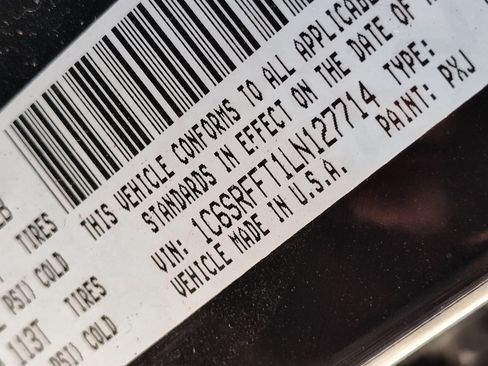 THIS VEHICLE CONFORMS TO ALL APPLICABLE
STANDARDS IN EFFECT ON THE DATE OF
VIN: 1C6SRFFT1LN127714 TYPE:
VEHICLE MADE IN U.S.A. PAINT: PXJ
TIRES
PSI) COLD
113T TIRES
PSI) COLD